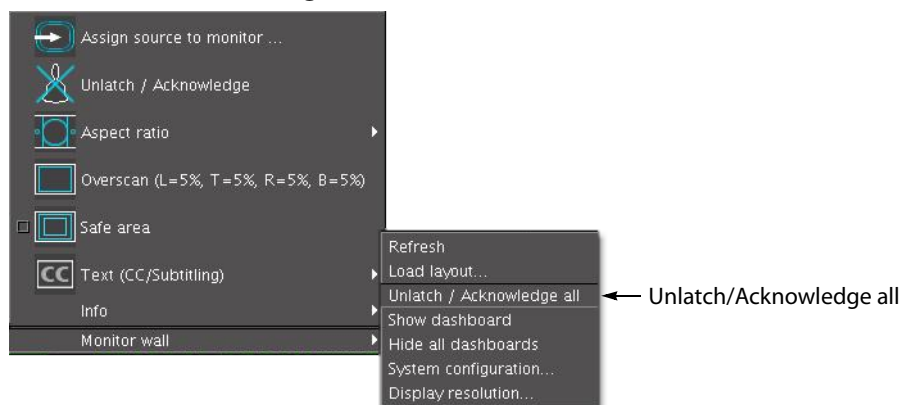 Assign source to monitor ...
Unlatch / Acknowledge
Aspect ratio
Overscan (L=5%, T=5%, R=5%, B=5%)
Safe area
CC Text (CC/Subtitling)
Info
Monitor wall
Refresh
Load layout...
Unlatch / Acknowledge all
Show dashboard
Hide all dashboards
System configuration...
Display resolution...
Unlatch/Acknowledge all